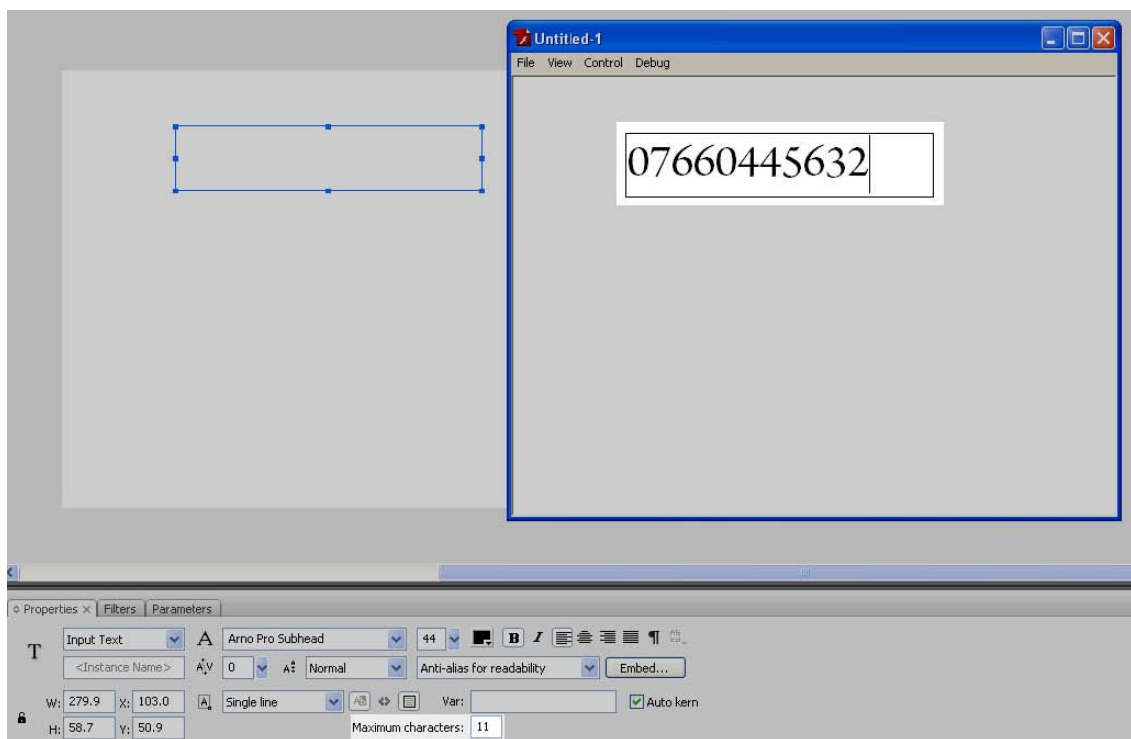 Untitled-1
File View Control Debug
07660445632
Properties × Filters Parameters
T Input Text A Arno Pro Subhead 44 B I ¶
<Instance Name> A V 0 Normal Anti-alias for readability Embed...
W: 279.9 X: 103.0 A Single line Var: Auto kern
H: 58.7 Y: 50.9 Maximum characters: 11